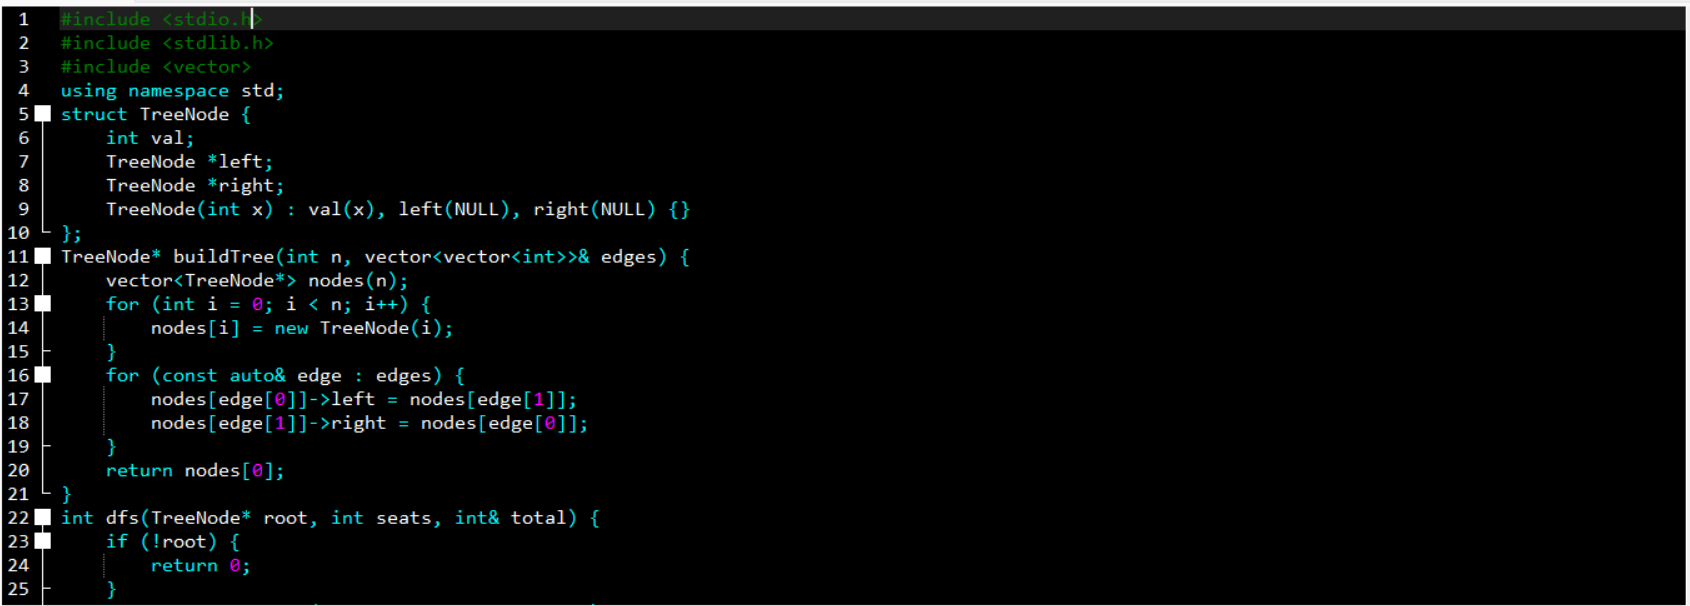 1 #include <stdio.h>
2 #include <stdlib.h>
3 #include <vector>
4 using namespace std;
5 struct TreeNode {
6     int val;
7     TreeNode *left;
8     TreeNode *right;
9     TreeNode(int x) : val(x), left(NULL), right(NULL) {}
10 };
11 TreeNode* buildTree(int n, vector<vector<int>>& edges) {
12     vector<TreeNode*> nodes(n);
13     for (int i = 0; i < n; i++) {
14         nodes[i] = new TreeNode(i);
15     }
16     for (const auto& edge : edges) {
17         nodes[edge[0]]->left = nodes[edge[1]];
18         nodes[edge[1]]->right = nodes[edge[0]];
19     }
20     return nodes[0];
21 }
22 int dfs(TreeNode* root, int seats, int& total) {
23     if (!root) {
24         return 0;
25     }